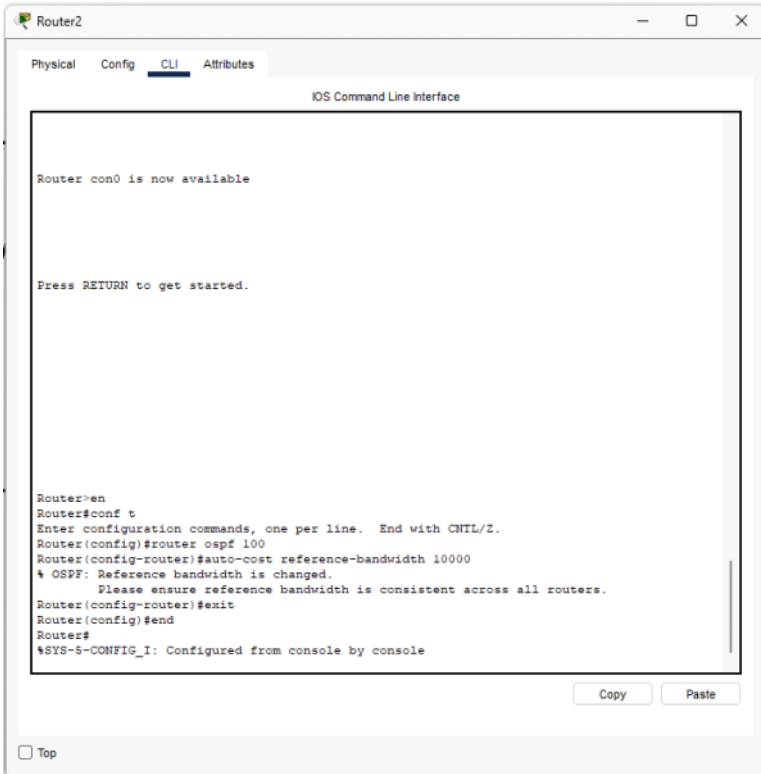 Router2
Physical Config CLI Attributes
IOS Command Line Interface
Router con0 is now available
Press RETURN to get started.
Router>en
Router#conf t
Enter configuration commands, one per line.  End with CNTL/Z.
Router(config)#router ospf 100
Router(config-router)#auto-cost reference-bandwidth 10000
% OSPF: Reference bandwidth is changed.
        Please ensure reference bandwidth is consistent across all routers.
Router(config-router)#exit
Router(config)#end
Router#
%SYS-5-CONFIG_I: Configured from console by console
Copy Paste
Top